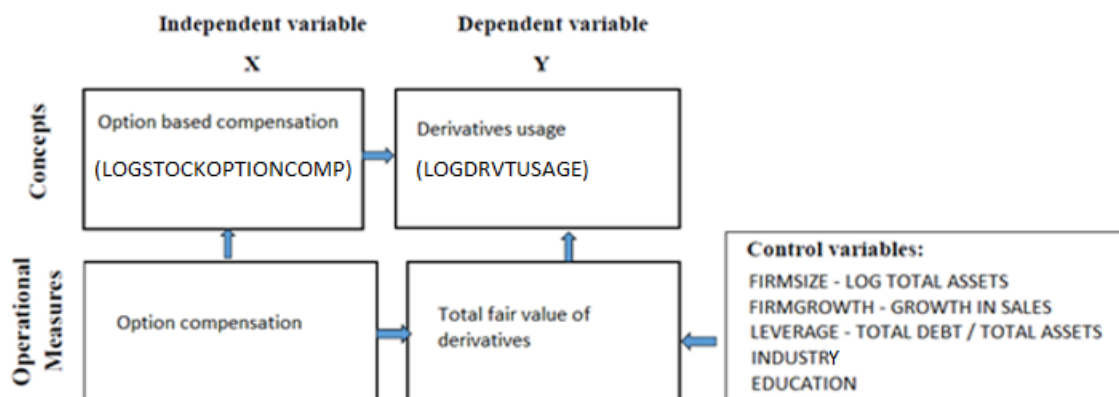 Independent variable
Dependent variable
X
Y
Concepts
Option based compensation
(LOGSTOCKOPTIONCOMP)
Derivatives usage
(LOGDRVTUSAGE)
Operational
Measures
Option compensation
Total fair value of
derivatives
Control variables:
FIRMSIZE - LOG TOTAL ASSETS
FIRMGROWTH - GROWTH IN SALES
LEVERAGE - TOTAL DEBT / TOTAL ASSETS
INDUSTRY
EDUCATION